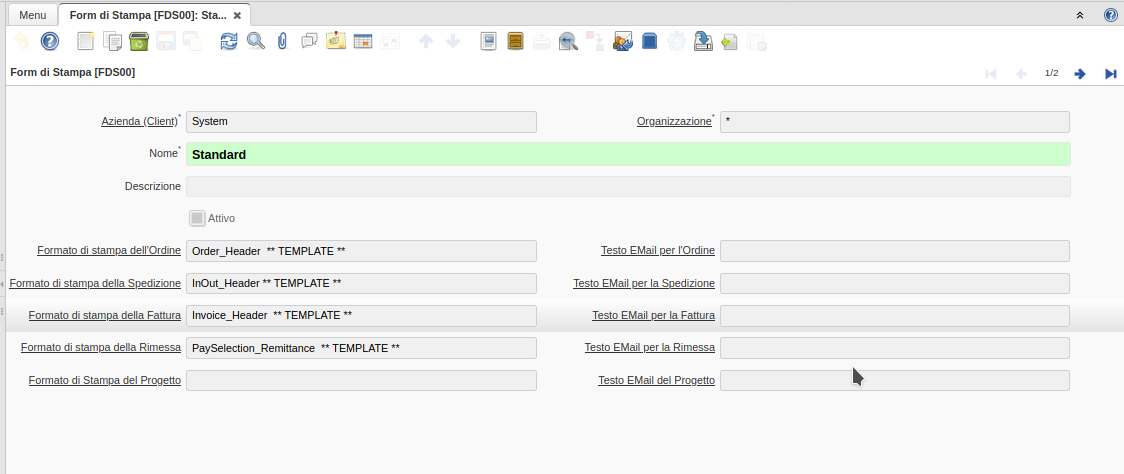 Menu
Form di Stampa [FDS00]: Sta...
Form di Stampa [FDS00]
1/2
Azienda (Client)* System Organizzazione* *
Nome* Standard
Descrizione
Attivo
Formato di stampa dell'Ordine Order_Header ** TEMPLATE ** Testo EMail per l'Ordine
Formato di stampa della Spedizione InOut_Header ** TEMPLATE ** Testo EMail per la Spedizione
Formato di stampa della Fattura Invoice_Header ** TEMPLATE ** Testo EMail per la Fattura
Formato di stampa della Rimessa PaySelection_Remittance ** TEMPLATE ** Testo EMail per la Rimessa
Formato di Stampa del Progetto Testo EMail del Progetto